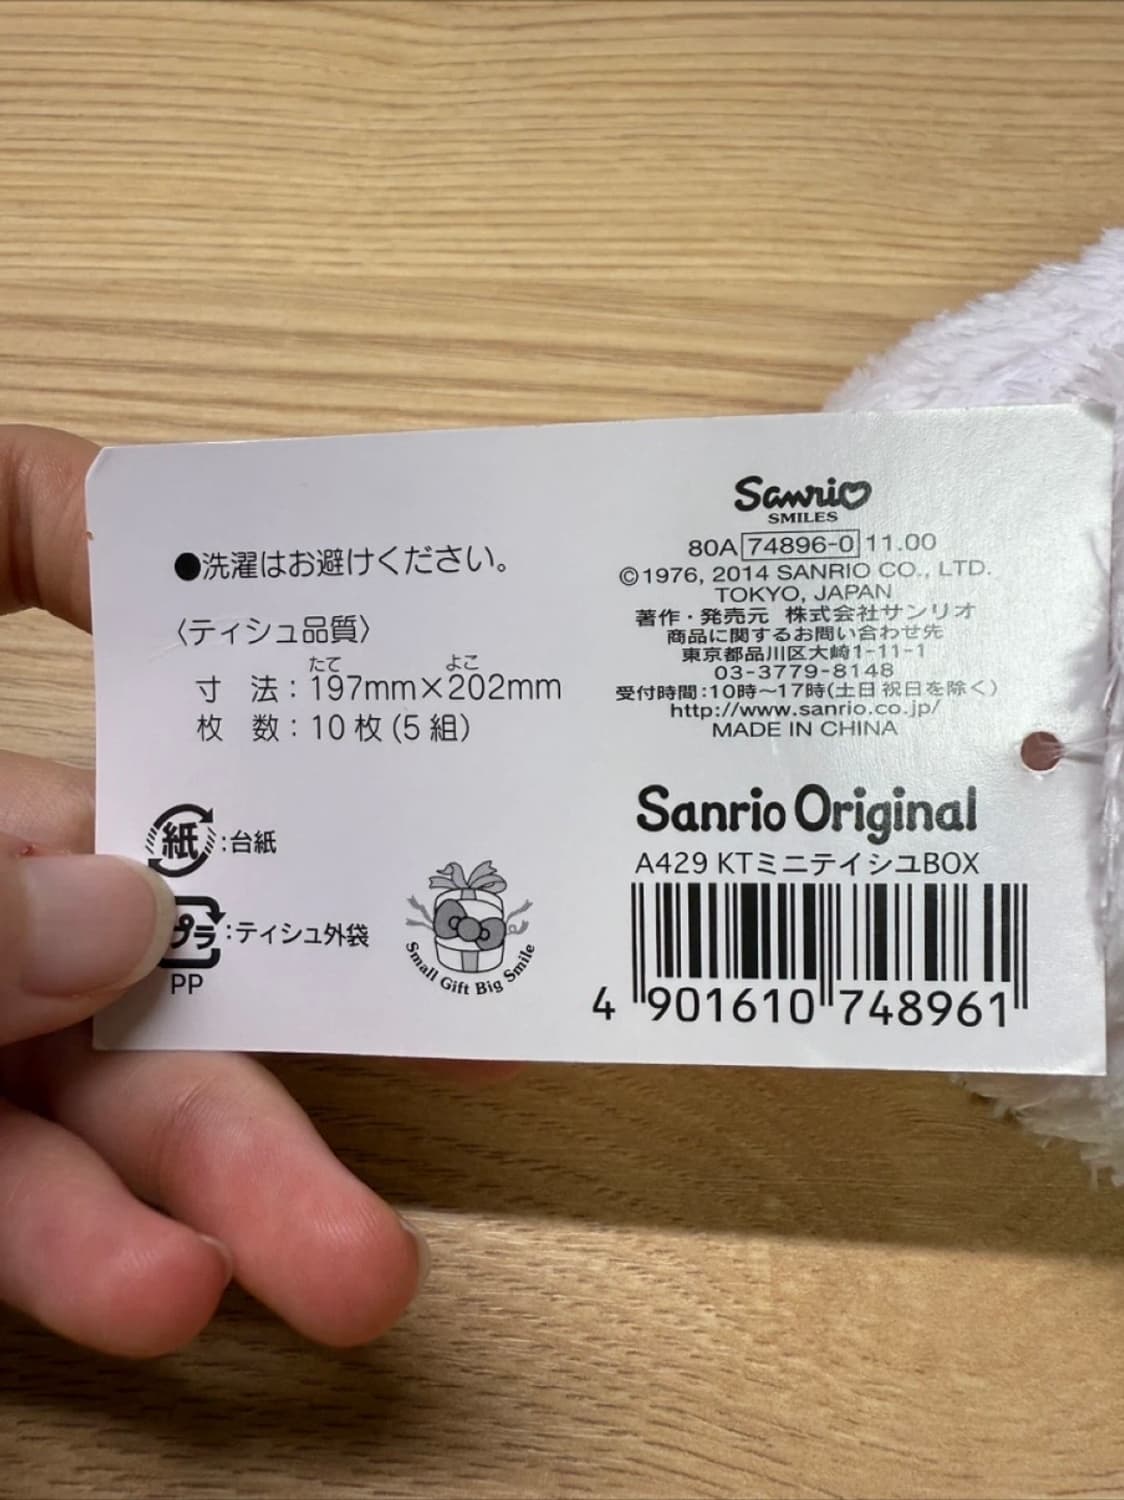 ●洗濯はお避けください。
〈ティシュ品質〉
たて よこ
寸 法：197mm×202mm
枚 数：10枚(5組)
紙：台紙
プラ：ティシュ外袋
PP
Small Gift Big Smile
Sanrio
SMILES
80A 74896-0 11.00
©1976, 2014 SANRIO CO., LTD.
TOKYO, JAPAN
著作・発売元 株式会社サンリオ
商品に関するお問い合わせ先
東京都品川区大崎1-11-1
03-3779-8148
受付時間：10時～17時(土日祝日を除く)
http://www.sanrio.co.jp/
MADE IN CHINA
Sanrio Original
A429 KTミニテイシユBOX
4 901610 748961